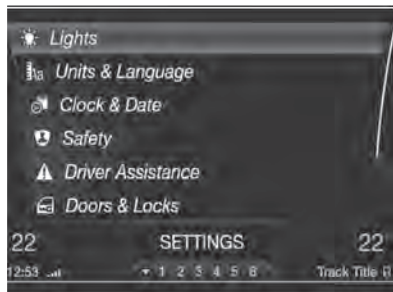 Lights
Units & Language
Clock & Date
Safety
Driver Assistance
Doors & Locks
22 SETTINGS 22
12:53 1 2 3 4 5 6 Track Title